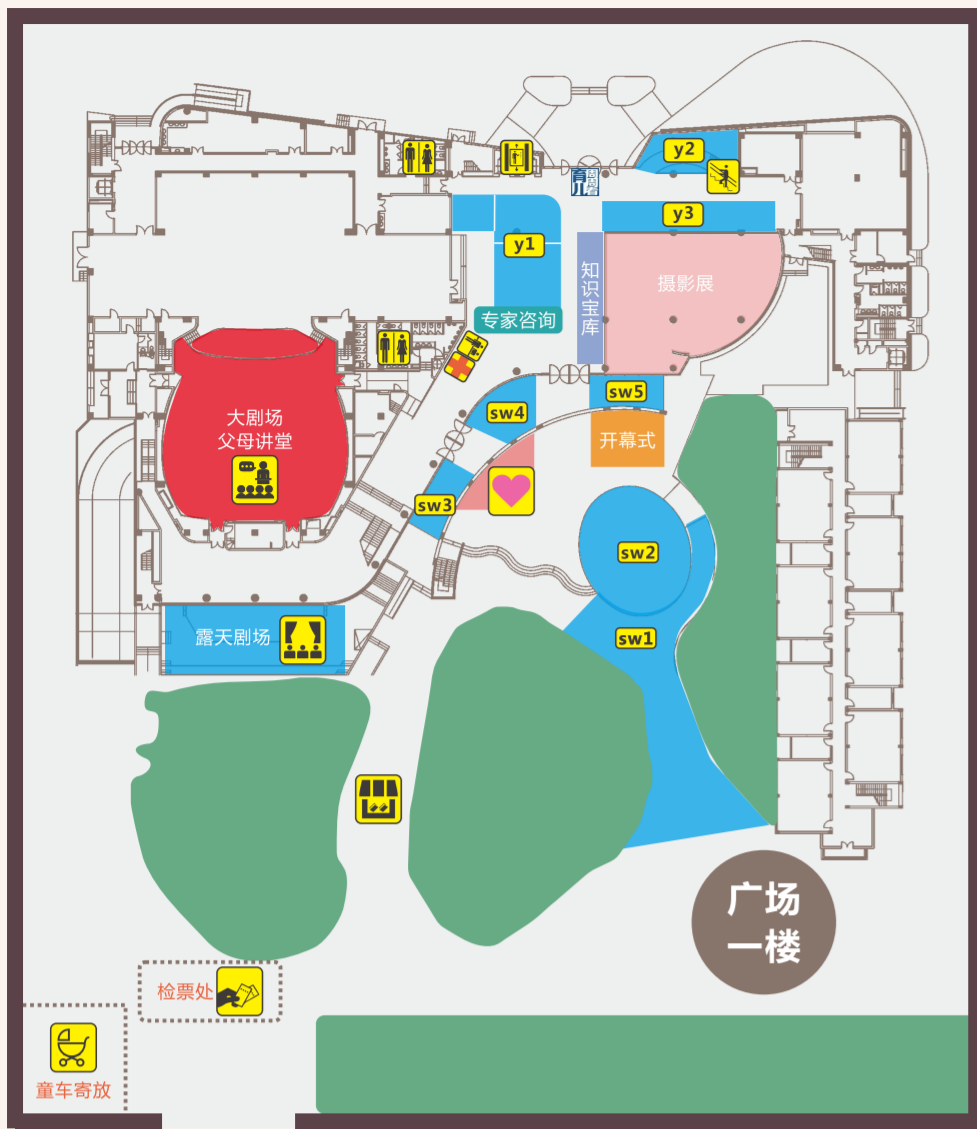 y2
y3
y1
知识宝库
摄影展
专家咨询
sw4
sw5
大剧场
父母讲堂
开幕式
sw3
sw2
露天剧场
sw1
广场
一楼
检票处
童车寄放